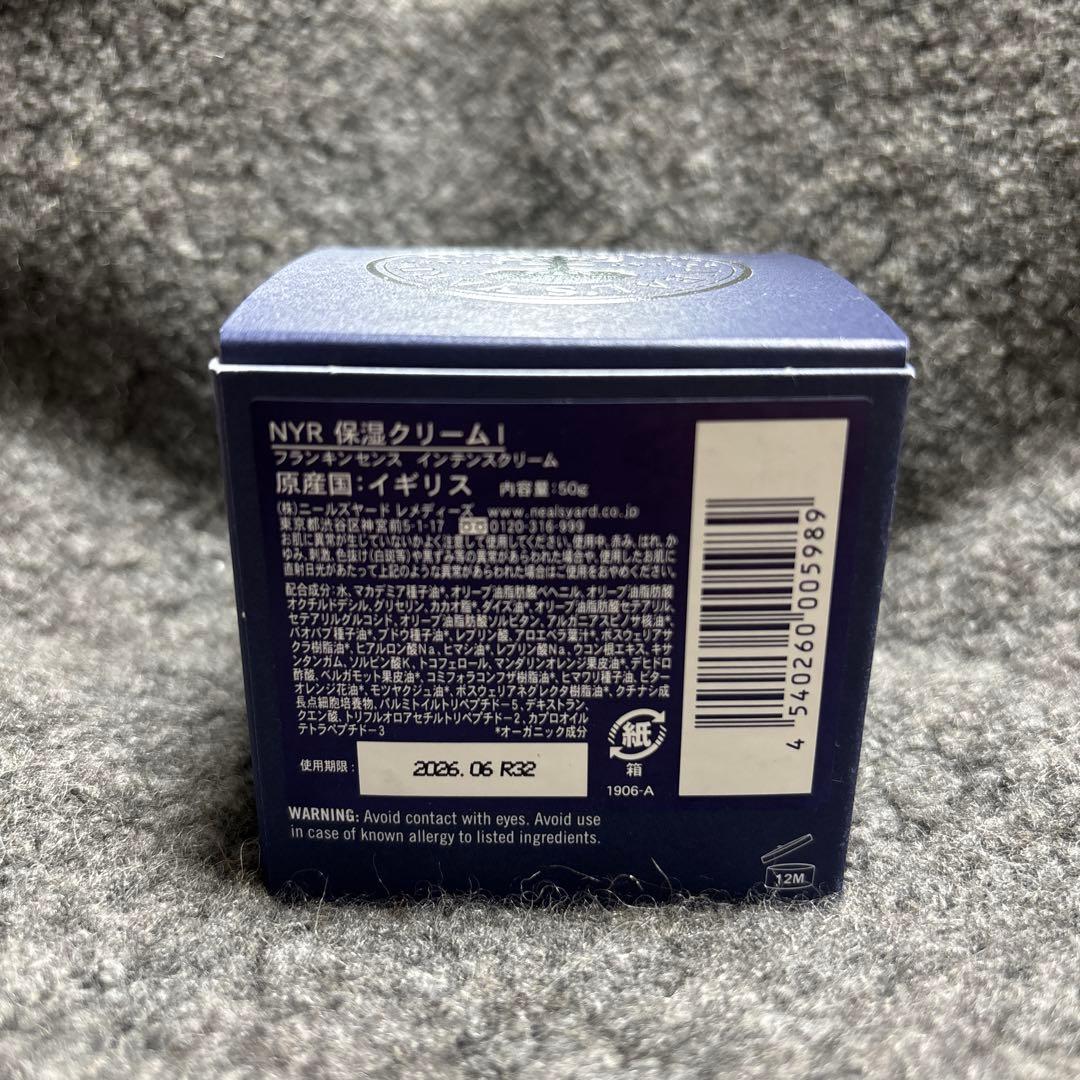 NYR 保湿クリームI
フランキンセンス インテンスクリーム
原産国:イギリス 内容量:50g
(株)ニールズヤード レメディーズ www.nealsyard.co.jp
東京都渋谷区神宮前5-1-17 0120-316-999
お肌に異常が生じていないかよく注意して使用してください。使用中、赤み、はれ、か
ゆみ、刺激、色抜け(白斑等)や黒ずみ等の異常があらわれた場合や、使用したお肌に
直射日光があたって上記のような異常があらわれた場合はご使用をおやめください。
配合成分:水、マカデミア種子油*、オリーブ油脂肪酸ベヘニル、オリーブ油脂肪酸
オクチルドデシル、グリセリン、カカオ脂*、ダイズ油*、オリーブ油脂肪酸セテアリル、
セテアリルグルコシド、オリーブ油脂肪酸ソルビタン、アルガニアスピノサ核油*、
バオバブ種子油*、ブドウ種子油*、レブリン酸、アロエベラ葉汁*、ボスウェリアサ
クラ樹脂油*、ヒアルロン酸Na、ヒマシ油*、レブリン酸Na、ウコン根エキス、キサ
ンタンガム、ソルビン酸K、トコフェロール、マンダリンオレンジ果皮油*、デヒドロ
酢酸、ベルガモット果皮油*、コミフォラコンフザ樹脂油*、ヒマワリ種子油、ビター
オレンジ花油*、モツヤクジュ油*、ボスウェリアネグレクタ樹脂油*、クチナシ成
長点細胞培養物、パルミトイルトリペプチド-5、デキストラン、
クエン酸、トリフルオロアセチルトリペプチド-2、カプロオイル
テトラペプチド-3 *オーガニック成分
使用期限: 2026.06 R32
紙
箱
1906-A
4 540260 005989
WARNING: Avoid contact with eyes. Avoid use
in case of known allergy to listed ingredients.
12M